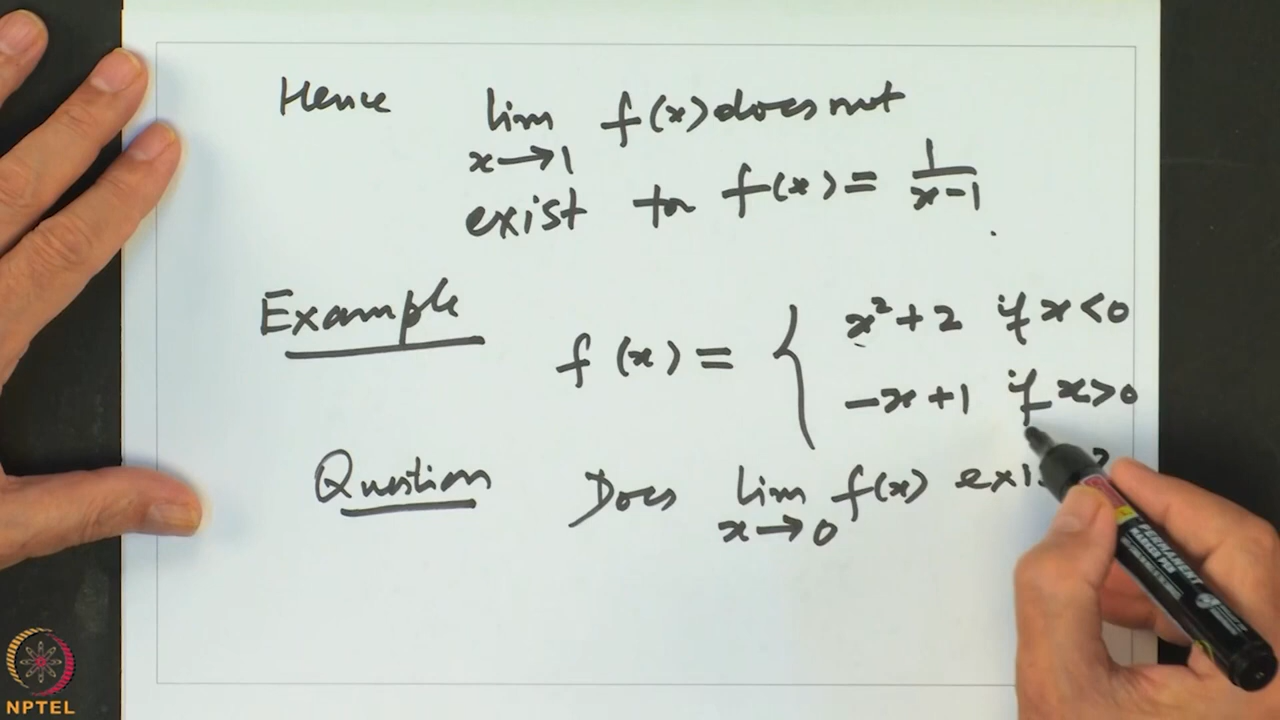 Hence lim f(x) does not
x→1
exist for f(x) = 1/(x-1).
Example
f(x) = { x²+2 if x<0
-x+1 if x>0
Question Does lim f(x)
x→0
NPTEL